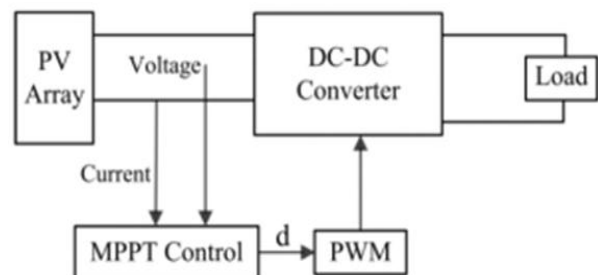 PV
Array
Voltage
DC-DC
Converter
Load
Current
MPPT Control
d
PWM